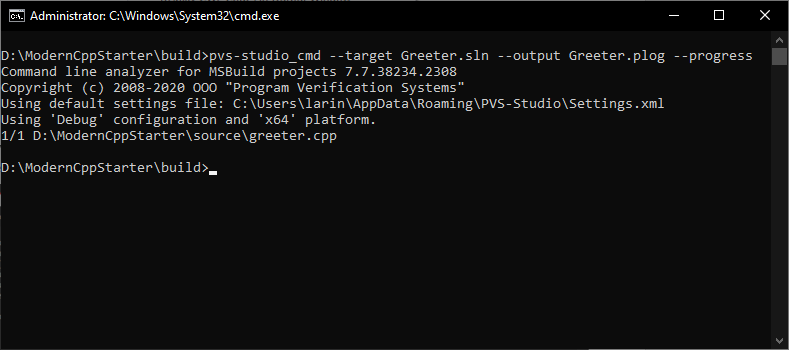 Administrator: C:\Windows\System32\cmd.exe
D:\ModernCppStarter\build>pvs-studio_cmd --target Greeter.sln --output Greeter.plog --progress
Command line analyzer for MSBuild projects 7.7.38234.2308
Copyright (c) 2008-2020 OOO "Program Verification Systems"
Using default settings file: C:\Users\larin\AppData\Roaming\PVS-Studio\Settings.xml
Using 'Debug' configuration and 'x64' platform.
1/1 D:\ModernCppStarter\source\greeter.cpp
D:\ModernCppStarter\build>